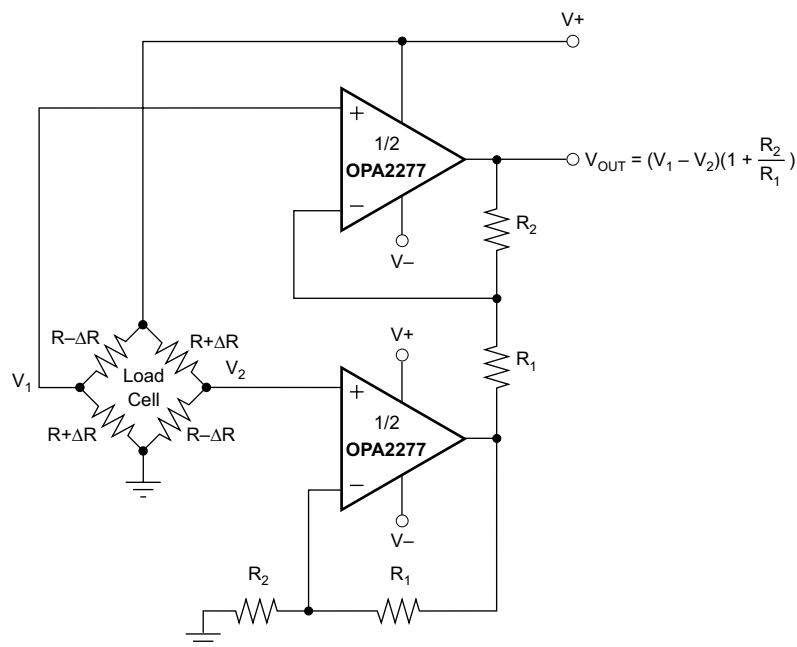 V+
+
1/2
OPA2277
−
V−
V_OUT = (V_1 – V_2)(1 + R_2/R_1)
R_2
R–ΔR
R+ΔR
V_1
V_2
Load
Cell
R+ΔR
R–ΔR
V+
R_1
+
1/2
OPA2277
−
V−
R_2
R_1